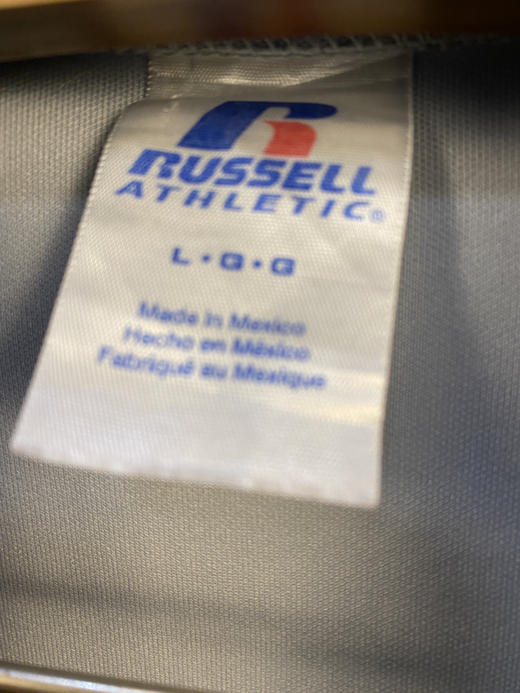 RUSSELL
ATHLETIC®
L • G • G
Made in Mexico
Hecho en México
Fabriqué au Mexique